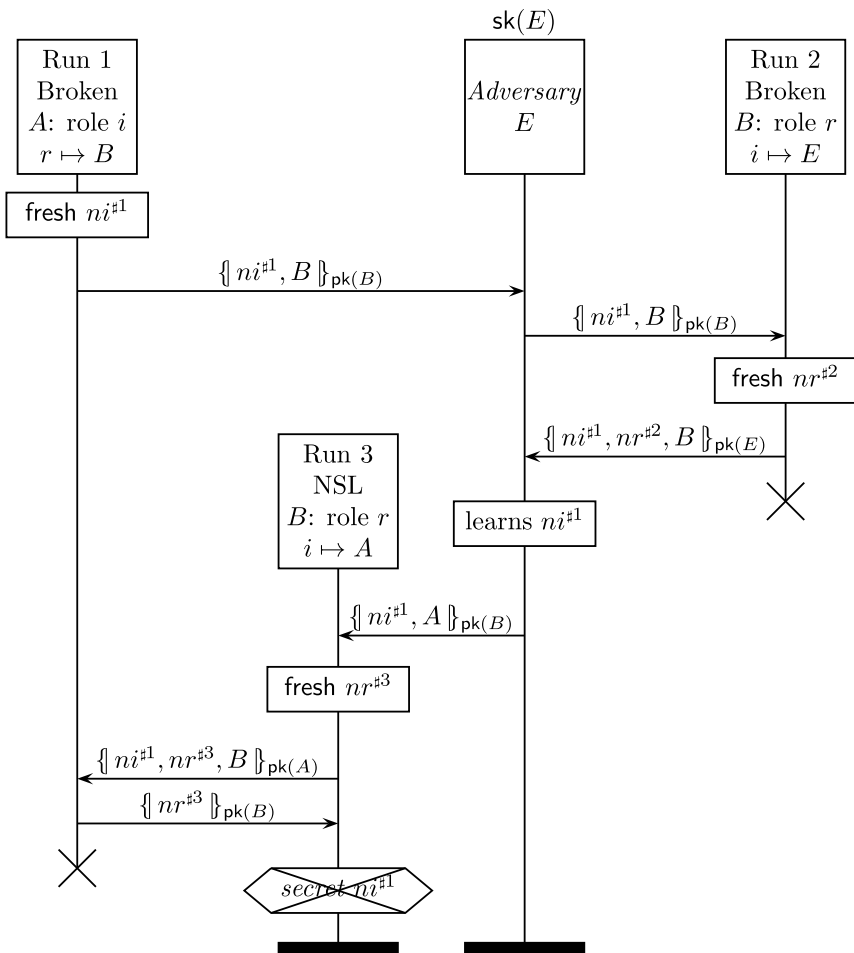 sk(E)
Run 1
Broken
A: role i
r ↦ B
Adversary
E
Run 2
Broken
B: role r
i ↦ E
fresh ni♯1
{| ni♯1, B |}pk(B)
{| ni♯1, B |}pk(B)
fresh nr♯2
{| ni♯1, nr♯2, B |}pk(E)
Run 3
NSL
B: role r
i ↦ A
learns ni♯1
{| ni♯1, A |}pk(B)
fresh nr♯3
{| ni♯1, nr♯3, B |}pk(A)
{| nr♯3 |}pk(B)
secret ni♯1